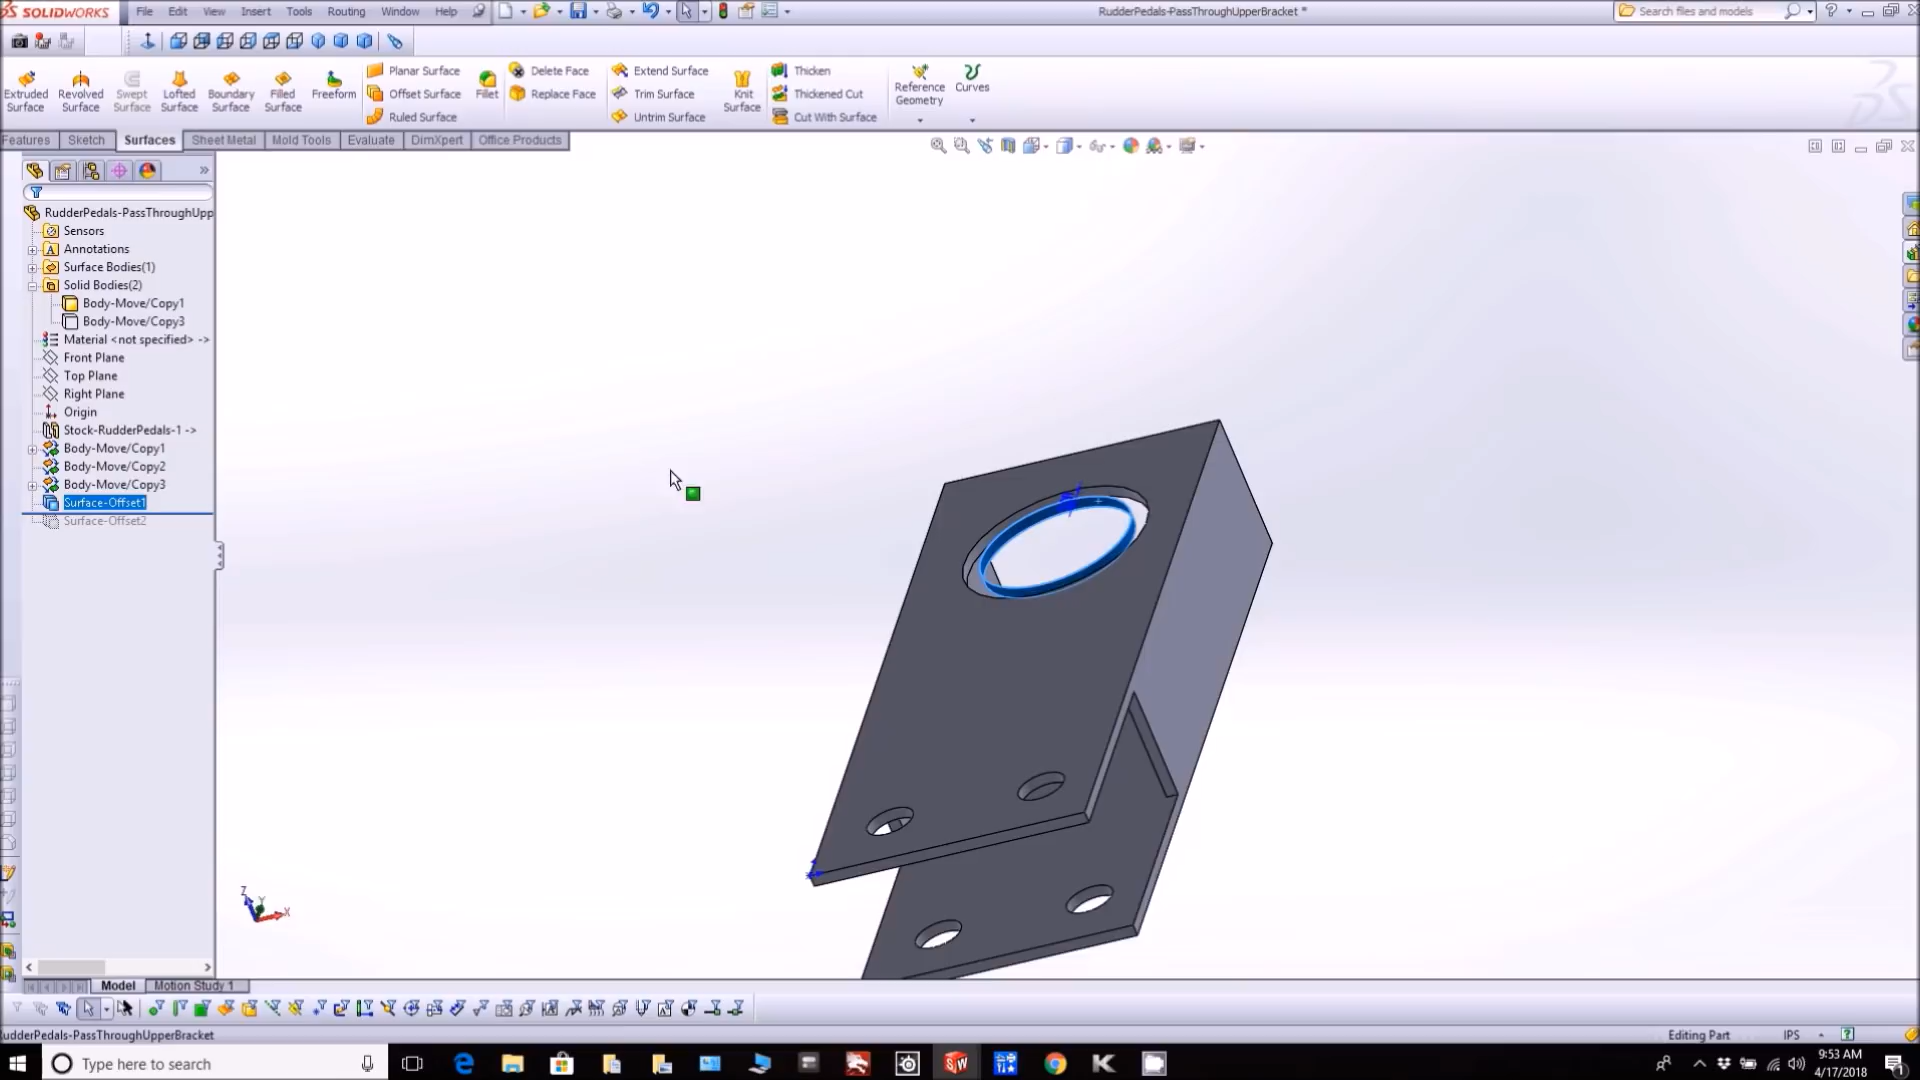 SOLIDWORKS File Edit View Insert Tools Routing Window Help RudderPedals-PassThroughUpperBracket * Search files and models
Extruded Surface
Revolved Surface
Swept Surface
Lofted Surface
Boundary Surface
Filled Surface
Freeform
Planar Surface
Offset Surface
Ruled Surface
Fillet
Delete Face
Replace Face
Extend Surface
Trim Surface
Untrim Surface
Knit Surface
Thicken
Thickened Cut
Cut With Surface
Reference Geometry
Curves
Features Sketch Surfaces Sheet Metal Mold Tools Evaluate DimXpert Office Products
RudderPedals-PassThroughUpp
Sensors
Annotations
Surface Bodies(1)
Solid Bodies(2)
Body-Move/Copy1
Body-Move/Copy3
Material <not specified> ->
Front Plane
Top Plane
Right Plane
Origin
Stock-RudderPedals-1 ->
Body-Move/Copy1
Body-Move/Copy2
Body-Move/Copy3
Surface-Offset1
Surface-Offset2
Z Y X
Model Motion Study 1
udderPedals-PassThroughUpperBracket Editing Part IPS
Type here to search
9:53 AM
4/17/2018